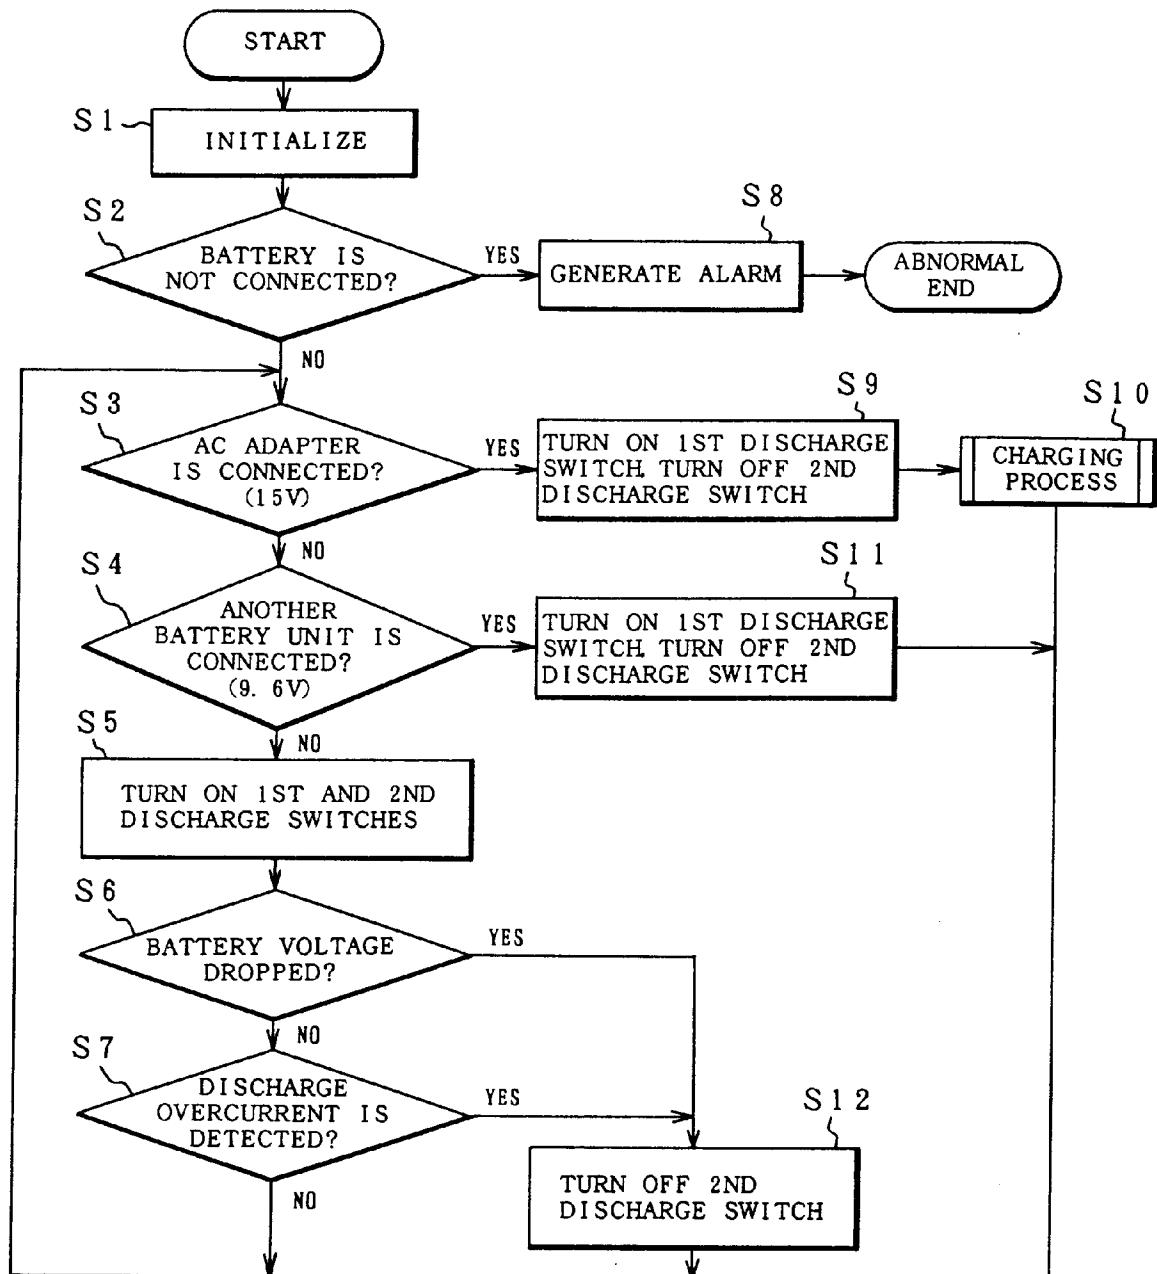 START
S1
INITIALIZE
S2
BATTERY IS
NOT CONNECTED?
YES
S8
GENERATE ALARM
ABNORMAL
END
NO
S3
AC ADAPTER
IS CONNECTED?
(15V)
YES
S9
TURN ON 1ST DISCHARGE
SWITCH, TURN OFF 2ND
DISCHARGE SWITCH
S10
CHARGING
PROCESS
NO
S4
ANOTHER
BATTERY UNIT IS
CONNECTED?
(9. 6V)
YES
S11
TURN ON 1ST DISCHARGE
SWITCH, TURN OFF 2ND
DISCHARGE SWITCH
NO
S5
TURN ON 1ST AND 2ND
DISCHARGE SWITCHES
S6
BATTERY VOLTAGE
DROPPED?
YES
NO
S7
DISCHARGE
OVERCURRENT IS
DETECTED?
YES
S12
TURN OFF 2ND
DISCHARGE SWITCH
NO